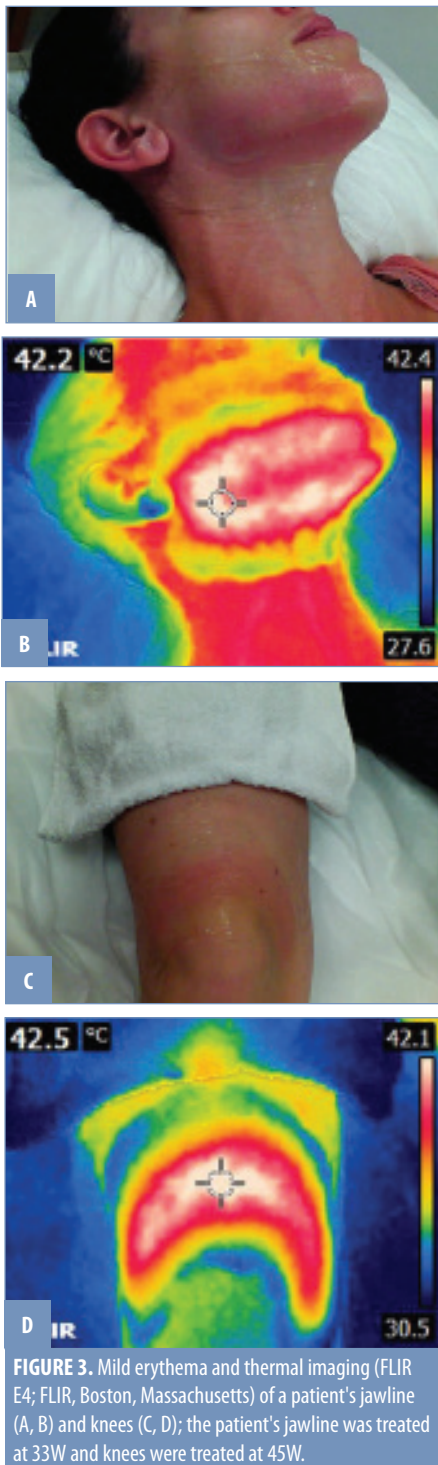 A
42.2 °C 42.4
27.6
B LIR
C
42.5 °C 42.1
30.5
D IR
FIGURE 3. Mild erythema and thermal imaging (FLIR
E4; FLIR, Boston, Massachusetts) of a patient's jawline
(A, B) and knees (C, D); the patient's jawline was treated
at 33W and knees were treated at 45W.